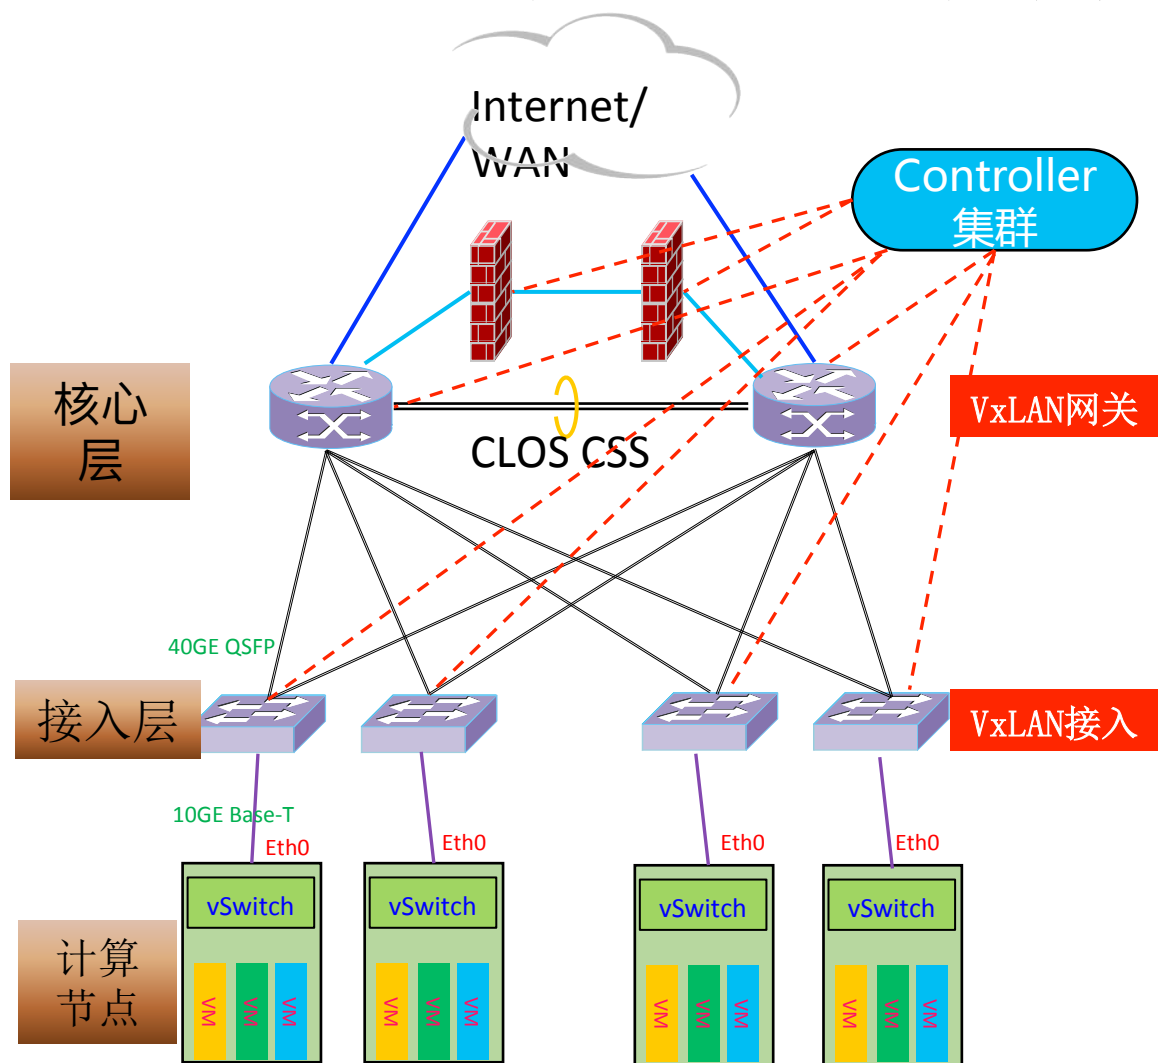 Internet/
WAN
Controller
集群
核心
层
VxLAN网关
CLOS CSS
40GE QSFP
接入层
VxLAN接入
10GE Base-T
Eth0
Eth0
Eth0
Eth0
vSwitch
vSwitch
vSwitch
vSwitch
计算
节点
VM
VM
VM
VM
VM
VM
VM
VM
VM
VM
VM
VM